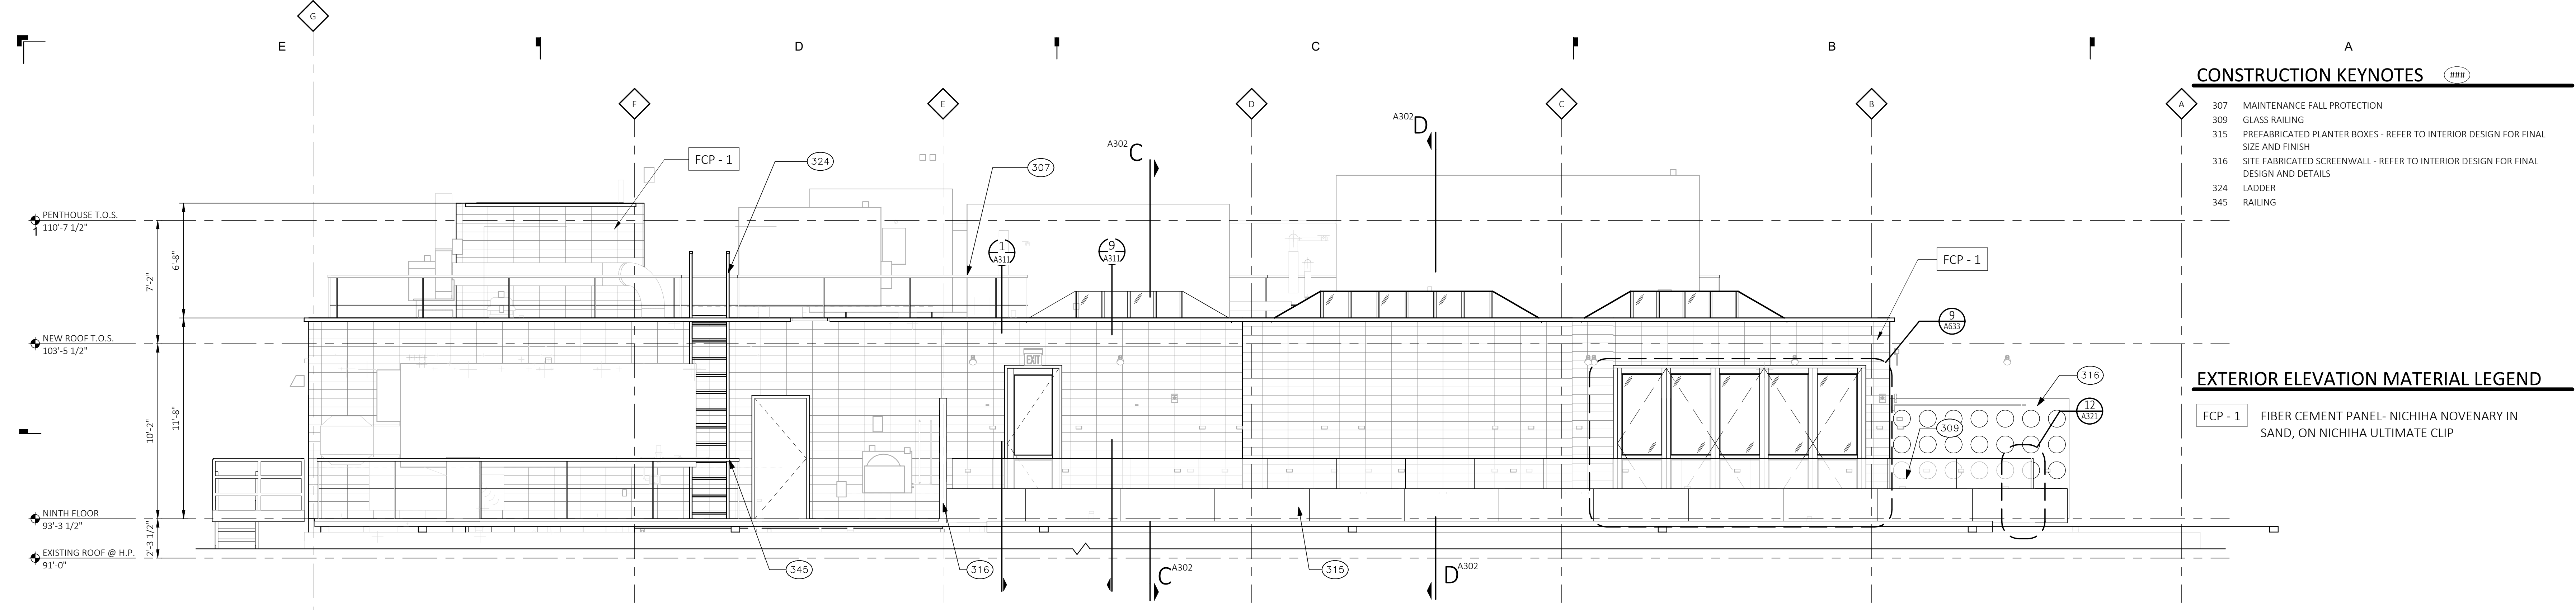 G
E
D
C
B
A
CONSTRUCTION KEYNOTES ###
307 MAINTENANCE FALL PROTECTION
309 GLASS RAILING
315 PREFABRICATED PLANTER BOXES - REFER TO INTERIOR DESIGN FOR FINAL
SIZE AND FINISH
316 SITE FABRICATED SCREENWALL - REFER TO INTERIOR DESIGN FOR FINAL
DESIGN AND DETAILS
324 LADDER
345 RAILING
F
E
D
C
B
A
A302 D
A302 C
FCP - 1
324
307
PENTHOUSE T.O.S.
110'-7 1/2"
1
6'-8"
7'-2"
1
A311
9
A311
FCP - 1
9
A633
NEW ROOF T.O.S.
103'-5 1/2"
EXIT
10'-2"
11'-8"
316
12
A321
309
EXTERIOR ELEVATION MATERIAL LEGEND
FCP - 1 FIBER CEMENT PANEL- NICHIHA NOVENARY IN
SAND, ON NICHIHA ULTIMATE CLIP
NINTH FLOOR
93'-3 1/2"
2'-3 1/2"
EXISTING ROOF @ H.P.
91'-0"
345
316
C A302
315
D A302